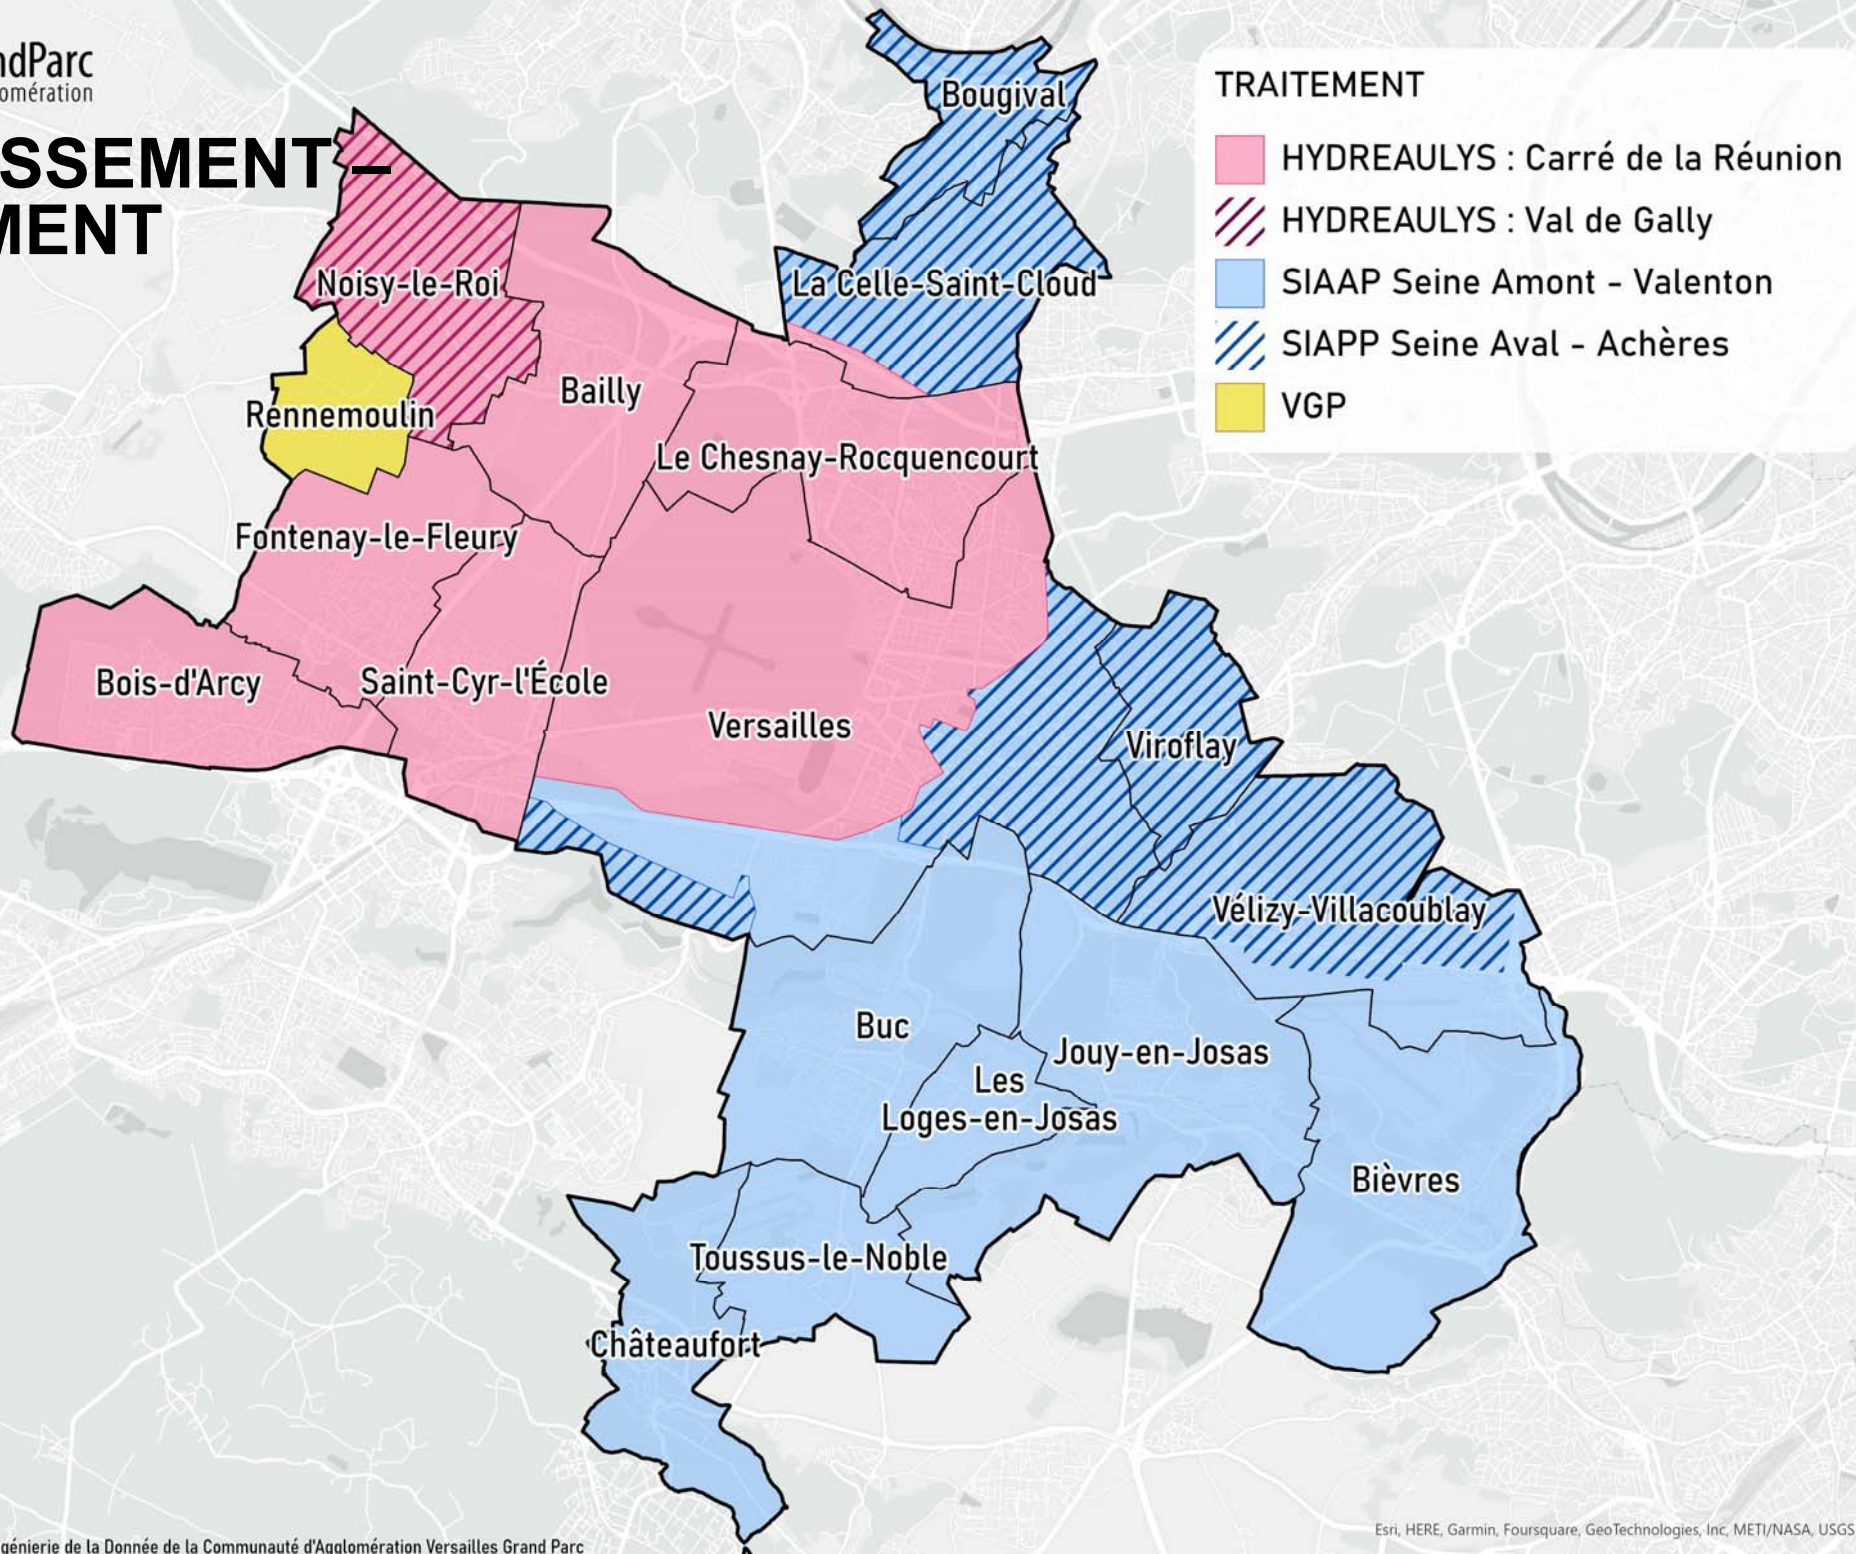 ndParc
omération
SSEMENT –
MENT
TRAITEMENT
HYDREAULYS : Carré de la Réunion
HYDREAULYS : Val de Gally
SIAAP Seine Amont - Valenton
SIAPP Seine Aval - Achères
VGP
Bougival
La Celle-Saint-Cloud
Noisy-le-Roi
Bailly
Rennemoulin
Le Chesnay-Rocquencourt
Fontenay-le-Fleury
Bois-d'Arcy
Saint-Cyr-l'École
Versailles
Viroflay
Vélizy-Villacoublay
Buc
Jouy-en-Josas
Les
Loges-en-Josas
Bièvres
Toussus-le-Noble
Châteaufort
Esri, HERE, Garmin, Foursquare, GeoTechnologies, Inc, METI/NASA, USGS
génierie de la Donnée de la Communauté d'Agglomération Versailles Grand Parc